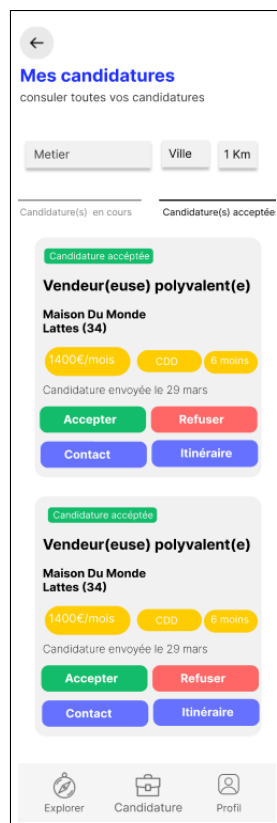 Mes candidatures
consuler toutes vos candidatures
Metier Ville 1 Km
Candidature(s) en cours Candidature(s) acceptées
Candidature accéptée
Vendeur(euse) polyvalent(e)
Maison Du Monde
Lattes (34)
1400€/mois CDD 6 moins
Candidature envoyée le 29 mars
Accepter Refuser
Contact Itinéraire
Candidature accéptée
Vendeur(euse) polyvalent(e)
Maison Du Monde
Lattes (34)
1400€/mois CDD 6 moins
Candidature envoyée le 29 mars
Accepter Refuser
Contact Itinéraire
Explorer Candidature Profil